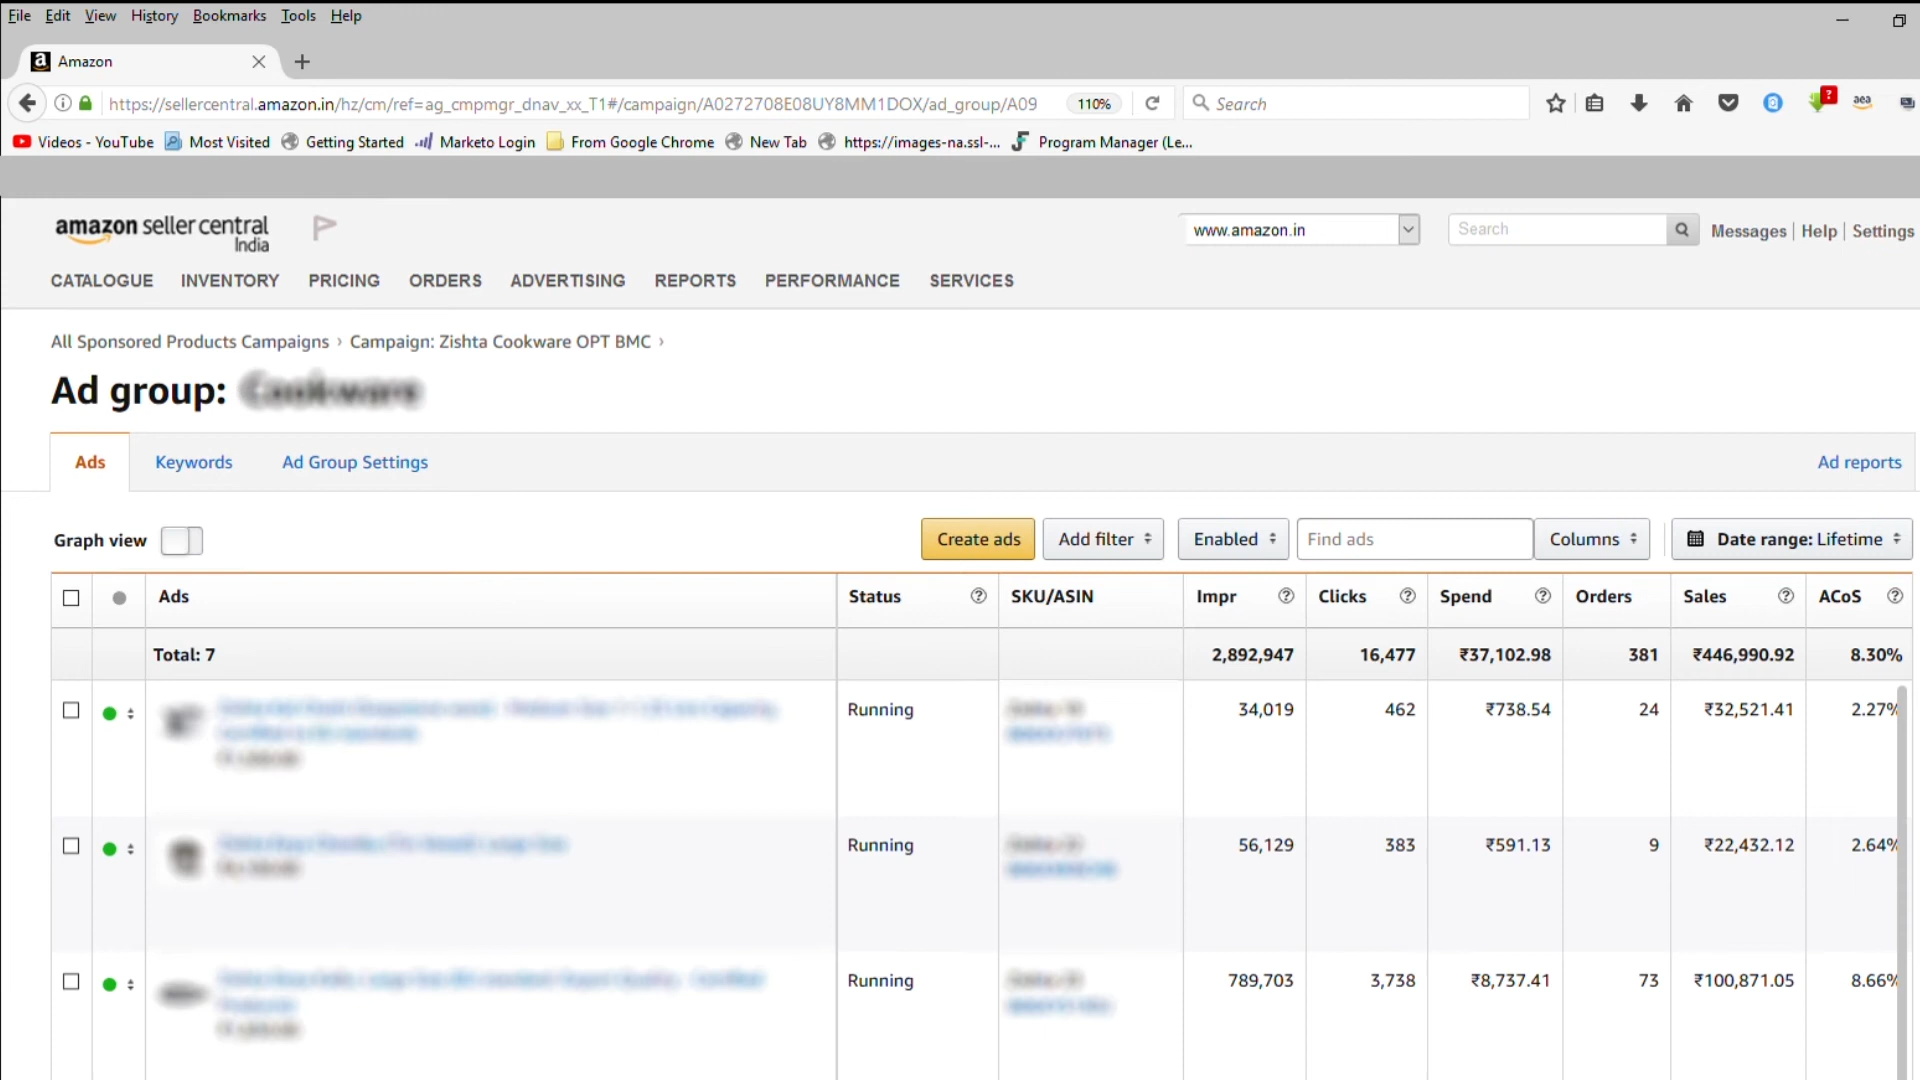 File Edit View History Bookmarks Tools Help
a Amazon
https://sellercentral.amazon.in/hz/cm/ref=ag_cmpmgr_dnav_xx_T1#/campaign/A0272708E08UY8MM1DOX/ad_group/A09 110% Search ? aea
Videos - YouTube Most Visited Getting Started Marketo Login From Google Chrome New Tab https://images-na.ssl-... Program Manager (Le...
amazon seller central www.amazon.in Search Messages | Help | Settings
India
CATALOGUE INVENTORY PRICING ORDERS ADVERTISING REPORTS PERFORMANCE SERVICES
All Sponsored Products Campaigns › Campaign: Zishta Cookware OPT BMC ›
Ad group:
Ads Keywords Ad Group Settings Ad reports
Graph view Create ads Add filter Enabled Find ads Columns Date range: Lifetime
Ads Status ? SKU/ASIN Impr ? Clicks ? Spend ? Orders Sales ? ACoS ?
Total: 7 2,892,947 16,477 ₹37,102.98 381 ₹446,990.92 8.30%
Running 34,019 462 ₹738.54 24 ₹32,521.41 2.27%
Running 56,129 383 ₹591.13 9 ₹22,432.12 2.64%
Running 789,703 3,738 ₹8,737.41 73 ₹100,871.05 8.66%